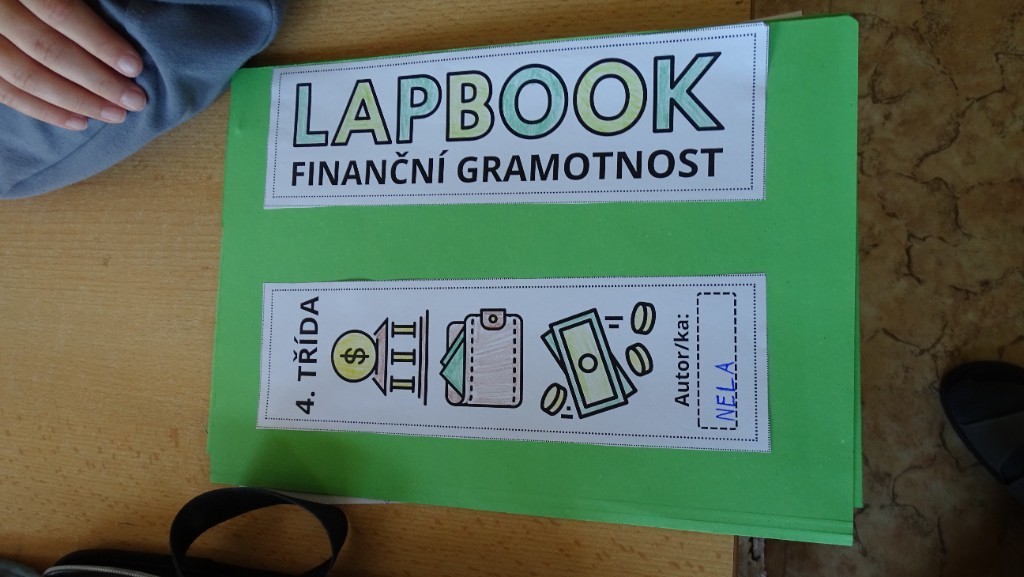 LAPBOOK
FINANČNÍ GRAMOTNOST
4. TŘÍDA
$
Autor/ka:
NELA